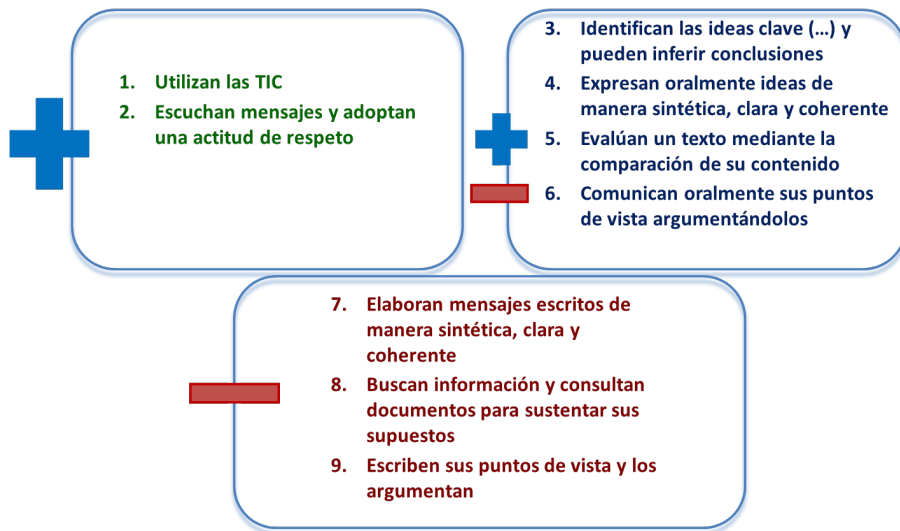 1. Utilizan las TIC
2. Escuchan mensajes y adoptan
una actitud de respeto
3. Identifican las ideas clave (…) y
pueden inferir conclusiones
4. Expresan oralmente ideas de
manera sintética, clara y coherente
5. Evalúan un texto mediante la
comparación de su contenido
6. Comunican oralmente sus puntos
de vista argumentándolos
7. Elaboran mensajes escritos de
manera sintética, clara y
coherente
8. Buscan información y consultan
documentos para sustentar sus
supuestos
9. Escriben sus puntos de vista y los
argumentan